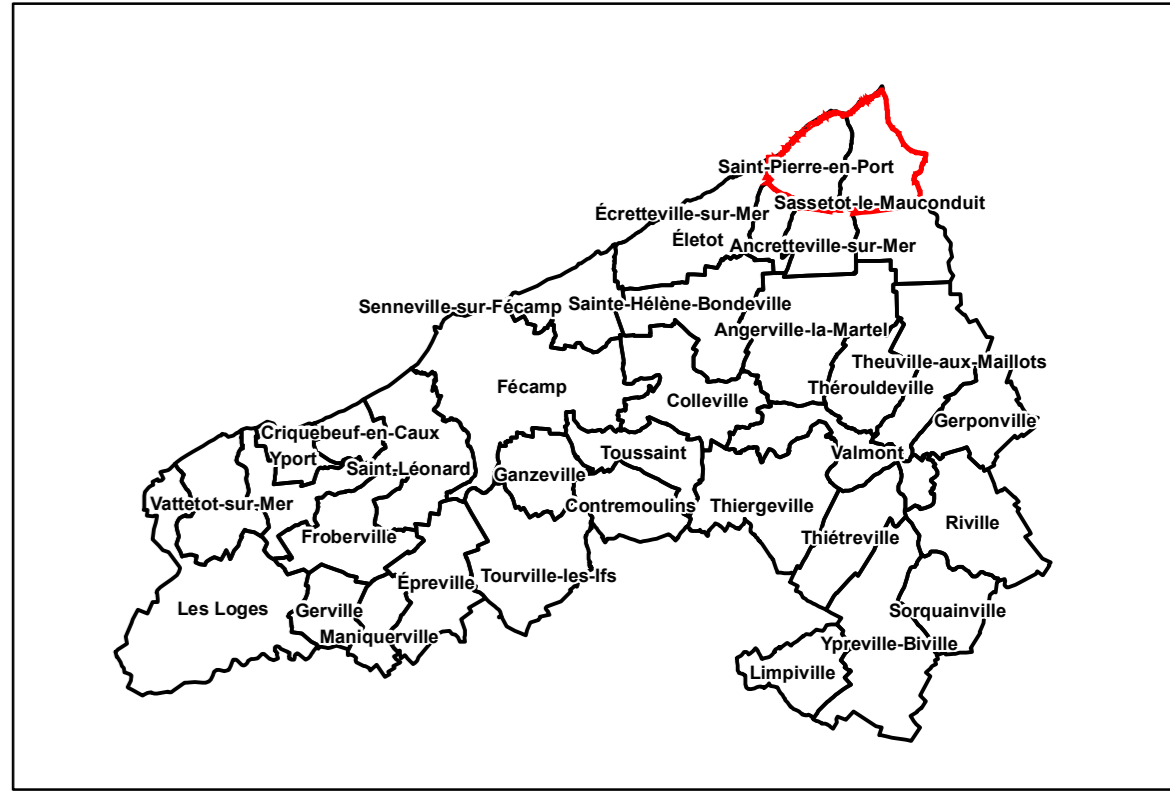 Saint-Pierre-en-Port
Sassetot-le-Mauconduit
Écretteville-sur-Mer
Életot
Ancretteville-sur-Mer
Senneville-sur-Fécamp
Sainte-Hélène-Bondeville
Angerville-la-Martel
Theuville-aux-Maillots
Fécamp
Thérouldeville
Colleville
Gerponville
Criquebeuf-en-Caux
Yport
Saint-Léonard
Toussaint
Valmont
Ganzeville
Vattetot-sur-Mer
Contremoulins
Thiergeville
Riville
Froberville
Thiétreville
Épreville
Tourville-les-Ifs
Les Loges
Gerville
Sorquainville
Maniquerville
Ypreville-Biville
Limpiville